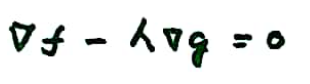 ∇f - λ∇g = 0